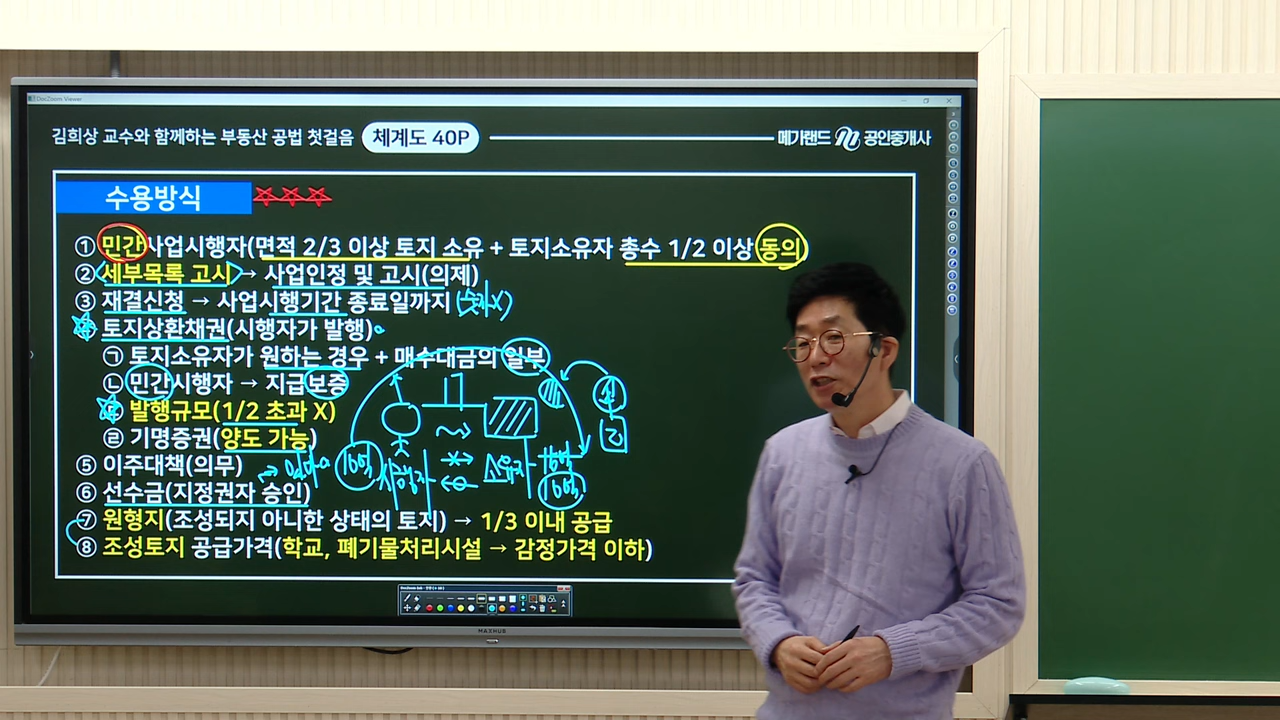 DocZoom Viewer
김희상 교수와 함께하는 부동산 공법 첫걸음 체계도 40P 메가랜드 공인중개사
수용방식
① 민간사업시행자(면적 2/3 이상 토지 소유 + 토지소유자 총수 1/2 이상 동의)
② 세부목록 고시 → 사업인정 및 고시(의제)
③ 재결신청 → 사업시행기간 종료일까지 (숫자X)
토지상환채권(시행자가 발행)
㉠ 토지소유자가 원하는 경우 + 매수대금의 일부
㉡ 민간시행자 → 지급보증
발행규모(1/2 초과 X)
㉣ 기명증권(양도 가능)
⑤ 이주대책(의무)
시행자
소유자
⑥ 선수금(지정권자 승인)
⑦ 원형지(조성되지 아니한 상태의 토지) → 1/3 이내 공급
⑧ 조성토지 공급가격(학교, 폐기물처리시설 → 감정가격 이하)
MAXHUB